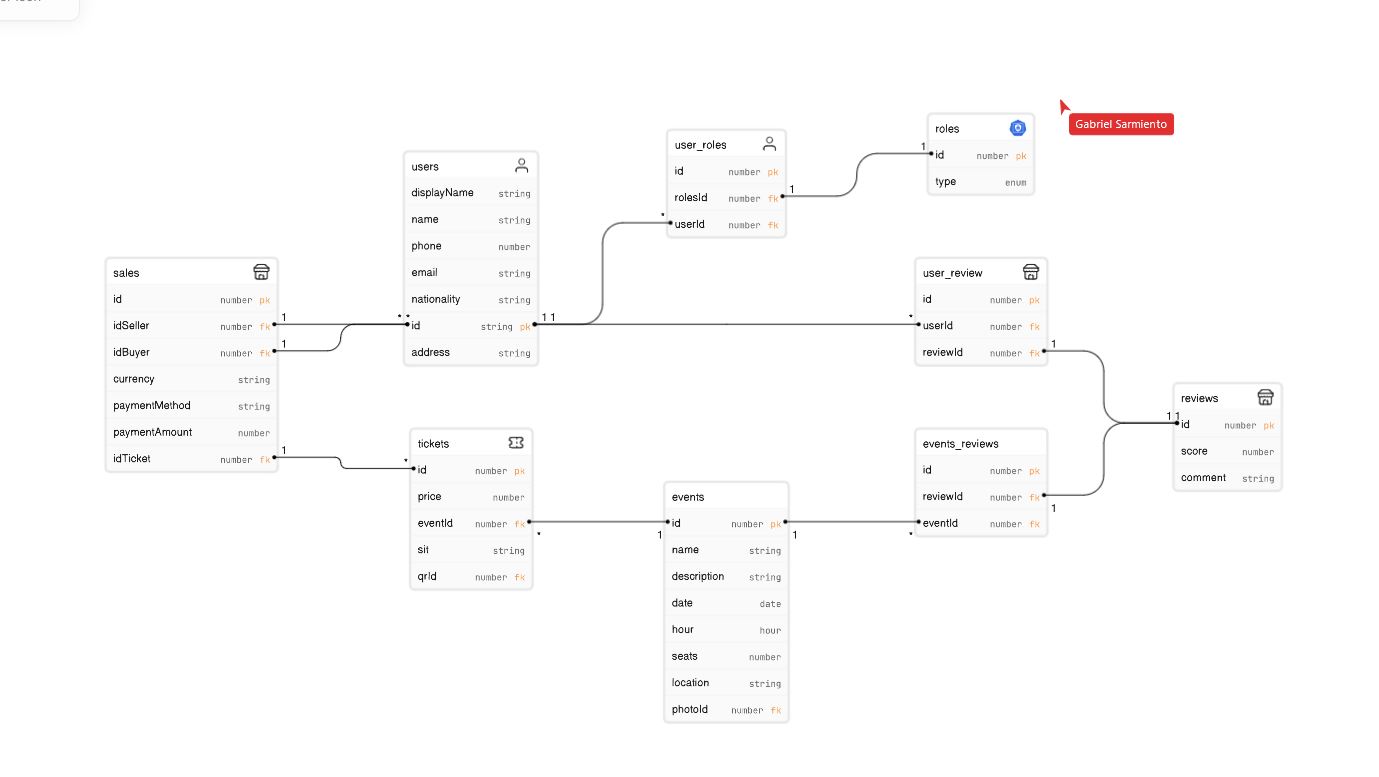 Gabriel Sarmiento
users
displayName string
name string
phone number
email string
nationality string
* *
id string pk
1 1
address string
user_roles
id number pk
rolesId number fk
1
* userId number fk
roles
1 id number pk
type enum
sales
id number pk
idSeller number fk
1
idBuyer number fk
1
currency string
paymentMethod string
paymentAmount number
idTicket number fk
1
user_review
id number pk
* userId number fk
reviewId number fk
1
tickets
* id number pk
price number
eventId number fk
*
sit string
qrId number fk
events
id number pk
1 1
name string
description string
date date
hour hour
seats number
location string
photoId number fk
events_reviews
id number pk
reviewId number fk
1
eventId number fk
*
reviews
1 1
id number pk
score number
comment string